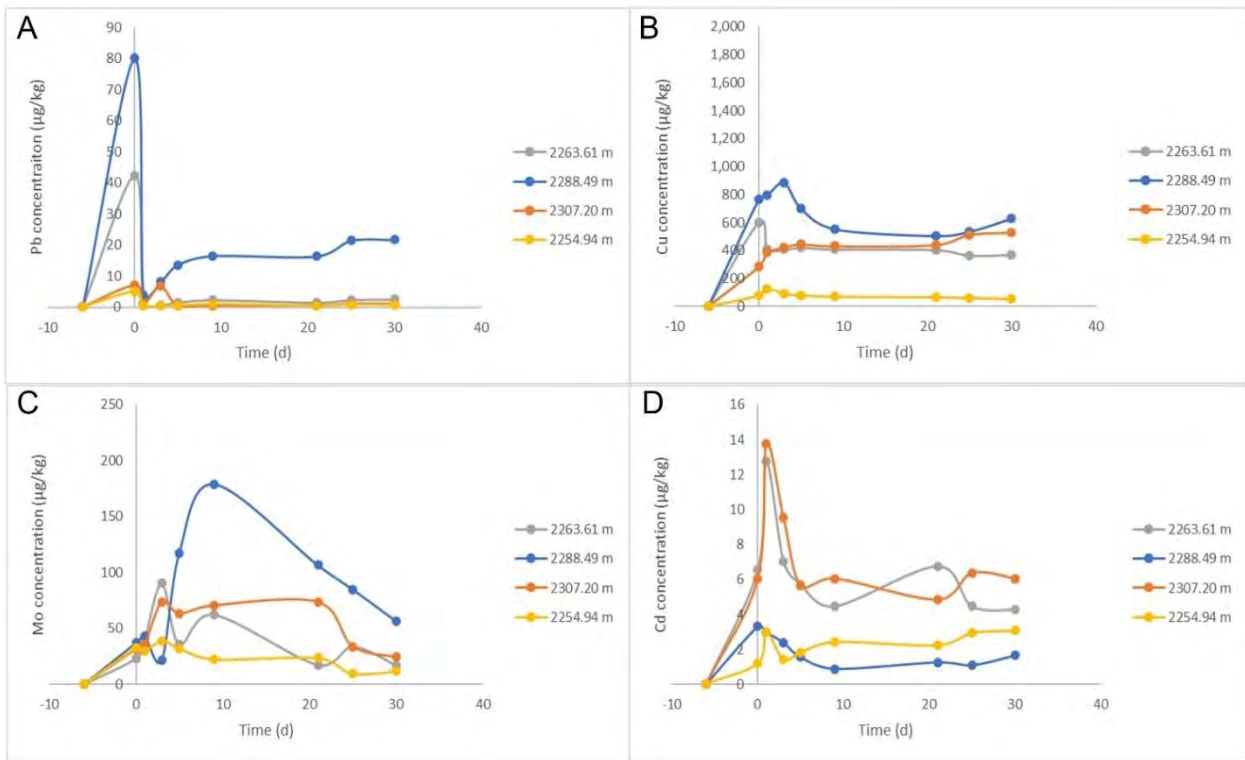 A
Pb concentraiton (µg/kg)
90
80
70
60
50
40
30
20
10
0
-10 0 10 20 30 40
Time (d)
2263.61 m
2288.49 m
2307.20 m
2254.94 m
B
Cu concentration (µg/kg)
2,000
1,800
1,600
1,400
1,200
1,000
800
600
400
200
0
-10 0 10 20 30 40
Time (d)
2263.61 m
2288.49 m
2307.20 m
2254.94 m
C
Mo concentration (µg/kg)
250
200
150
100
50
0
-10 0 10 20 30 40
Time (d)
2263.61 m
2288.49 m
2307.20 m
2254.94 m
D
Cd concentration (µg/kg)
16
14
12
10
8
6
4
2
0
-10 0 10 20 30 40
Time (d)
2263.61 m
2288.49 m
2307.20 m
2254.94 m